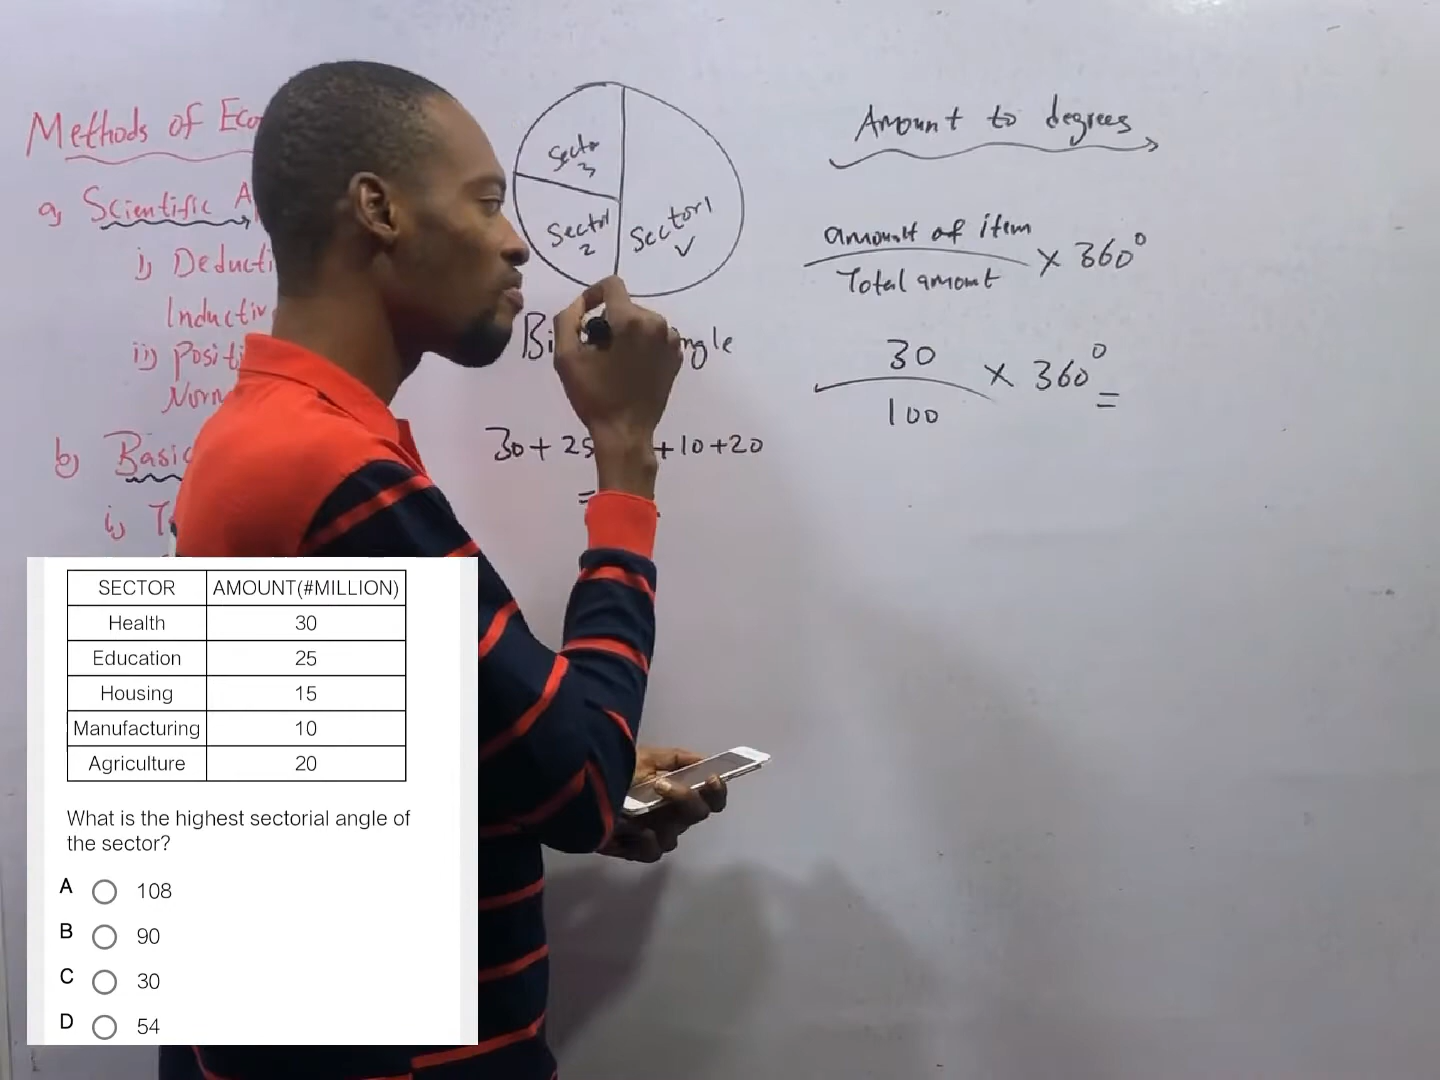 Methods of Eco
a) Scientific A
i) Deducti
Inductiv
ii) Positi
Norm
b) Basic
i)
Sector
3
Sector
2
Sector 1
Bi ngle
30 + 25 + 10 + 20
=
Amount to degrees
amount of item
Total amount
× 360°
30
100
× 360° =
SECTOR AMOUNT(#MILLION)
Health 30
Education 25
Housing 15
Manufacturing 10
Agriculture 20
What is the highest sectorial angle of
the sector?
A 108
B 90
C 30
D 54